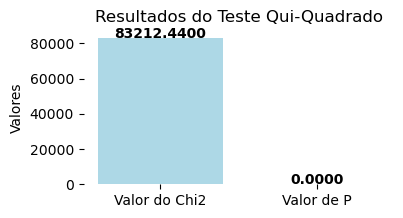 Resultados do Teste Qui-Quadrado
Valores
80000
60000
40000
20000
0
83212.4400
0.0000
Valor do Chi2
Valor de P